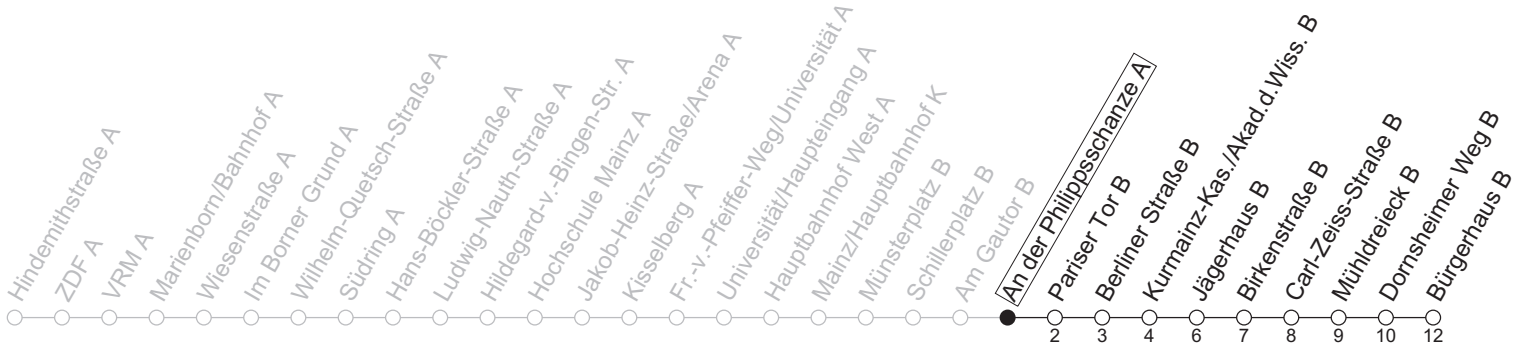 Hindemithstraße A
ZDF A
VRM A
Marienborn/Bahnhof A
Wiesenstraße A
Im Borner Grund A
Wilhelm-Quetsch-Straße A
Südring A
Hans-Böckler-Straße A
Ludwig-Nauth-Straße A
Hildegard-v.-Bingen-Str. A
Hochschule Mainz A
Jakob-Heinz-Straße/Arena A
Kisselberg A
Fr.-v.-Pfeiffer-Weg/Universität A
Universität/Haupteingang A
Hauptbahnhof West A
Mainz/Hauptbahnhof K
Münsterplatz B
Schillerplatz B
Am Gautor B
An der Philippsschanze A
Pariser Tor B
Berliner Straße B
Kurmainz-Kas./Akad.d.Wiss. B
Jägerhaus B
Birkenstraße B
Carl-Zeiss-Straße B
Mühldreieck B
Dornsheimer Weg B
Bürgerhaus B
2 3 4 6 7 8 9 10 12